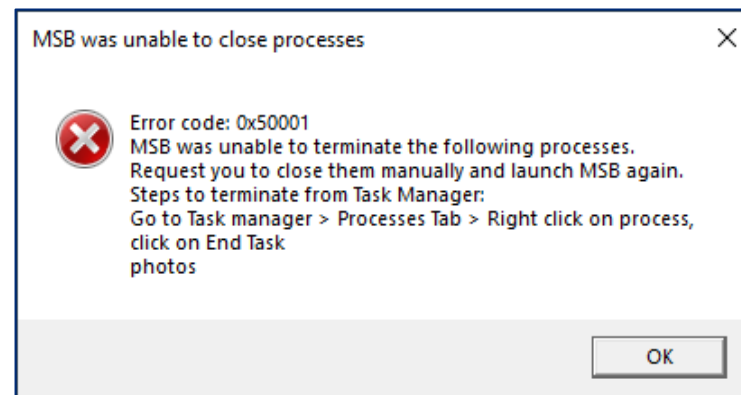 MSB was unable to close processes
Error code: 0x50001
MSB was unable to terminate the following processes.
Request you to close them manually and launch MSB again.
Steps to terminate from Task Manager:
Go to Task manager > Processes Tab > Right click on process,
click on End Task
photos
OK